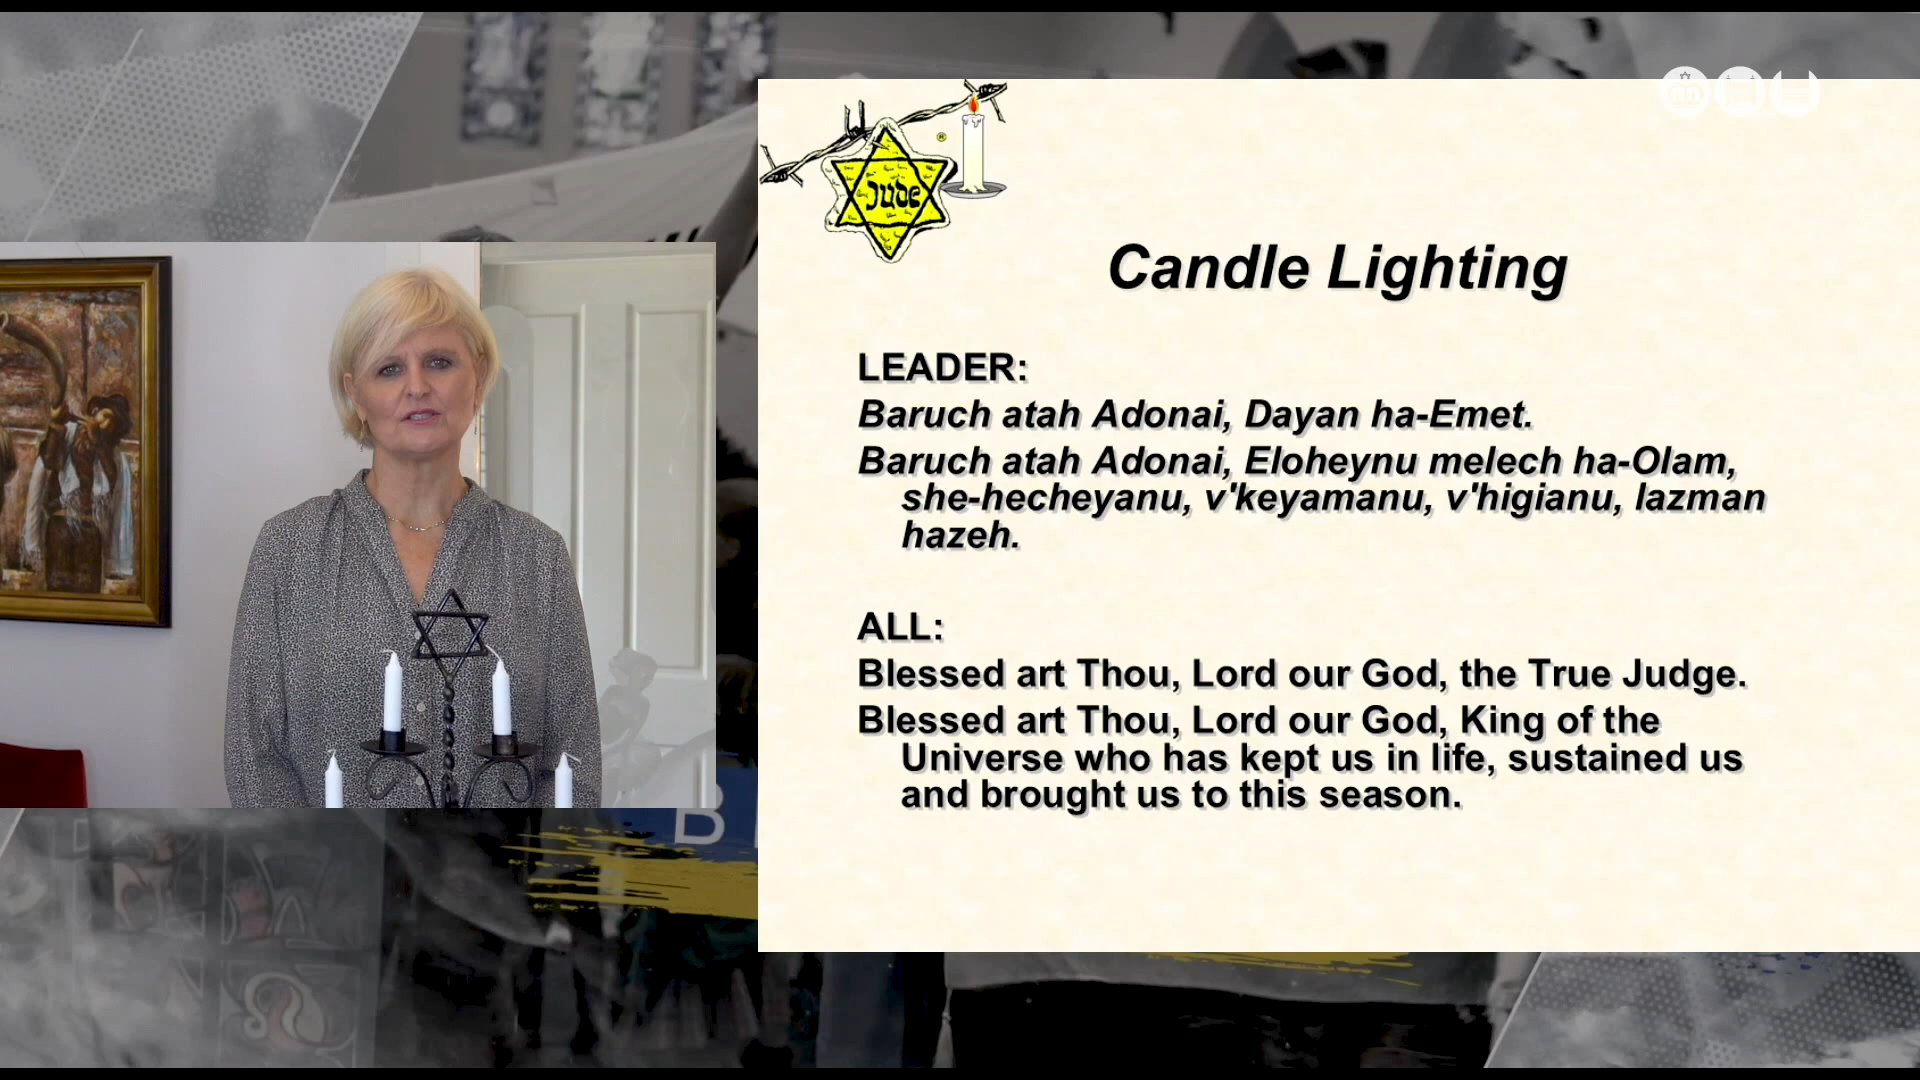 Jude
®
Candle Lighting
LEADER:
Baruch atah Adonai, Dayan ha-Emet.
Baruch atah Adonai, Eloheynu melech ha-Olam,
she-hecheyanu, v'keyamanu, v'higianu, lazman
hazeh.
ALL:
Blessed art Thou, Lord our God, the True Judge.
Blessed art Thou, Lord our God, King of the
Universe who has kept us in life, sustained us
and brought us to this season.
B